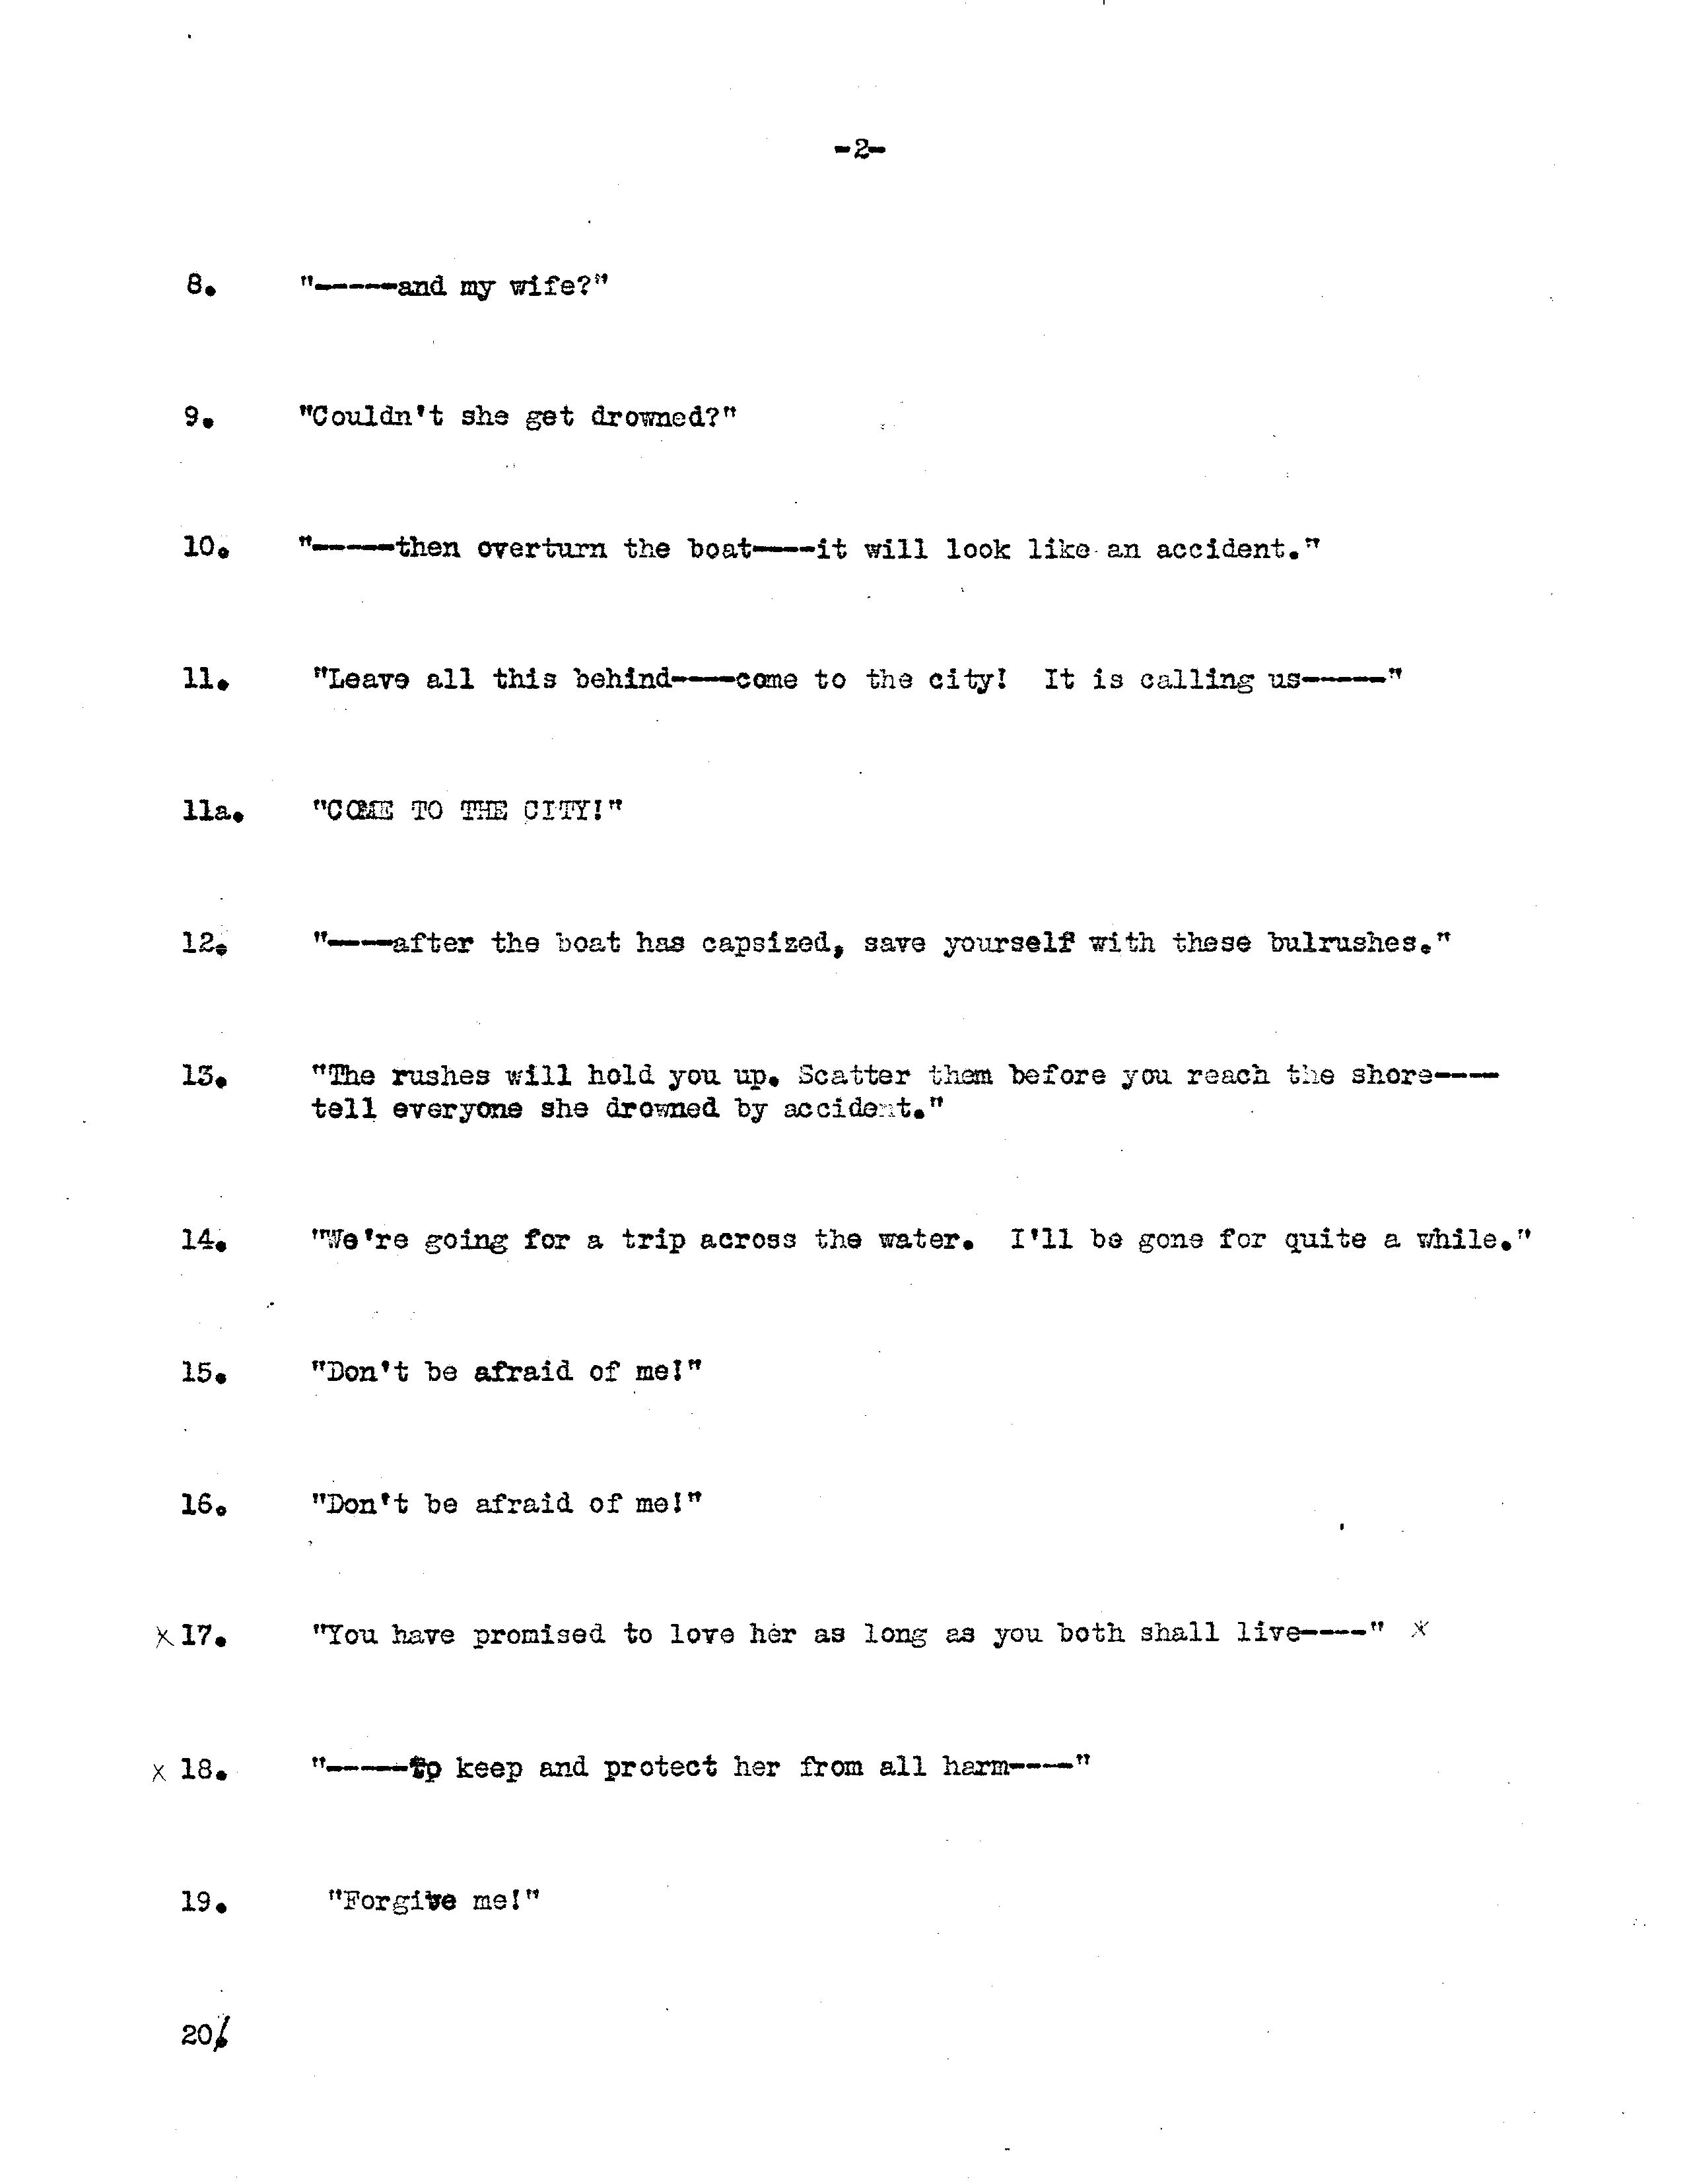 -2-
8. "-----and my wife?"
9. "Couldn't she get drowned?"
10. "-----then overturn the boat----it will look like an accident."
11. "Leave all this behind----come to the city! It is calling us-----"
11a. "COME TO THE CITY!"
12. "----after the boat has capsized, save yourself with these bulrushes."
13. "The rushes will hold you up. Scatter them before you reach the shore----
tell everyone she drowned by accident."
14. "We're going for a trip across the water. I'll be gone for quite a while."
15. "Don't be afraid of me!"
16. "Don't be afraid of me!"
x 17. "You have promised to love her as long as you both shall live----" x
x 18. "-----to keep and protect her from all harm----"
19. "Forgive me!"
20.